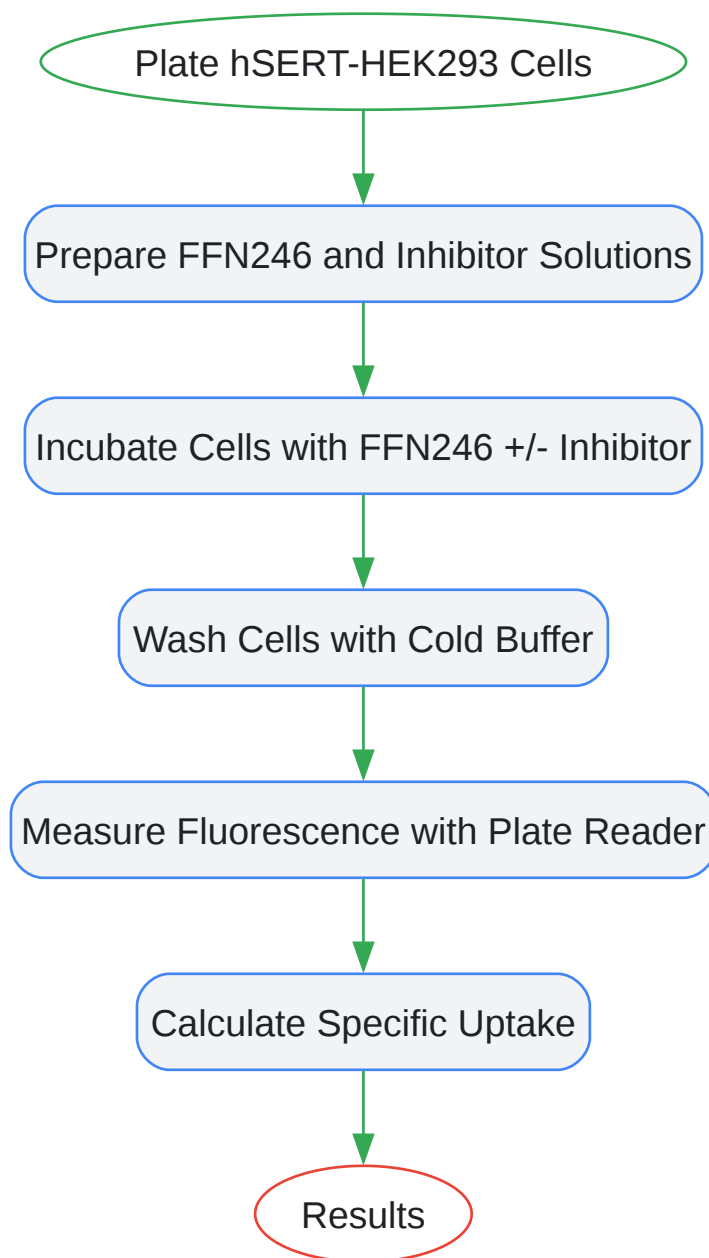 Plate hSERT-HEK293 Cells
Prepare FFN246 and Inhibitor Solutions
Incubate Cells with FFN246 +/- Inhibitor
Wash Cells with Cold Buffer
Measure Fluorescence with Plate Reader
Calculate Specific Uptake
Results